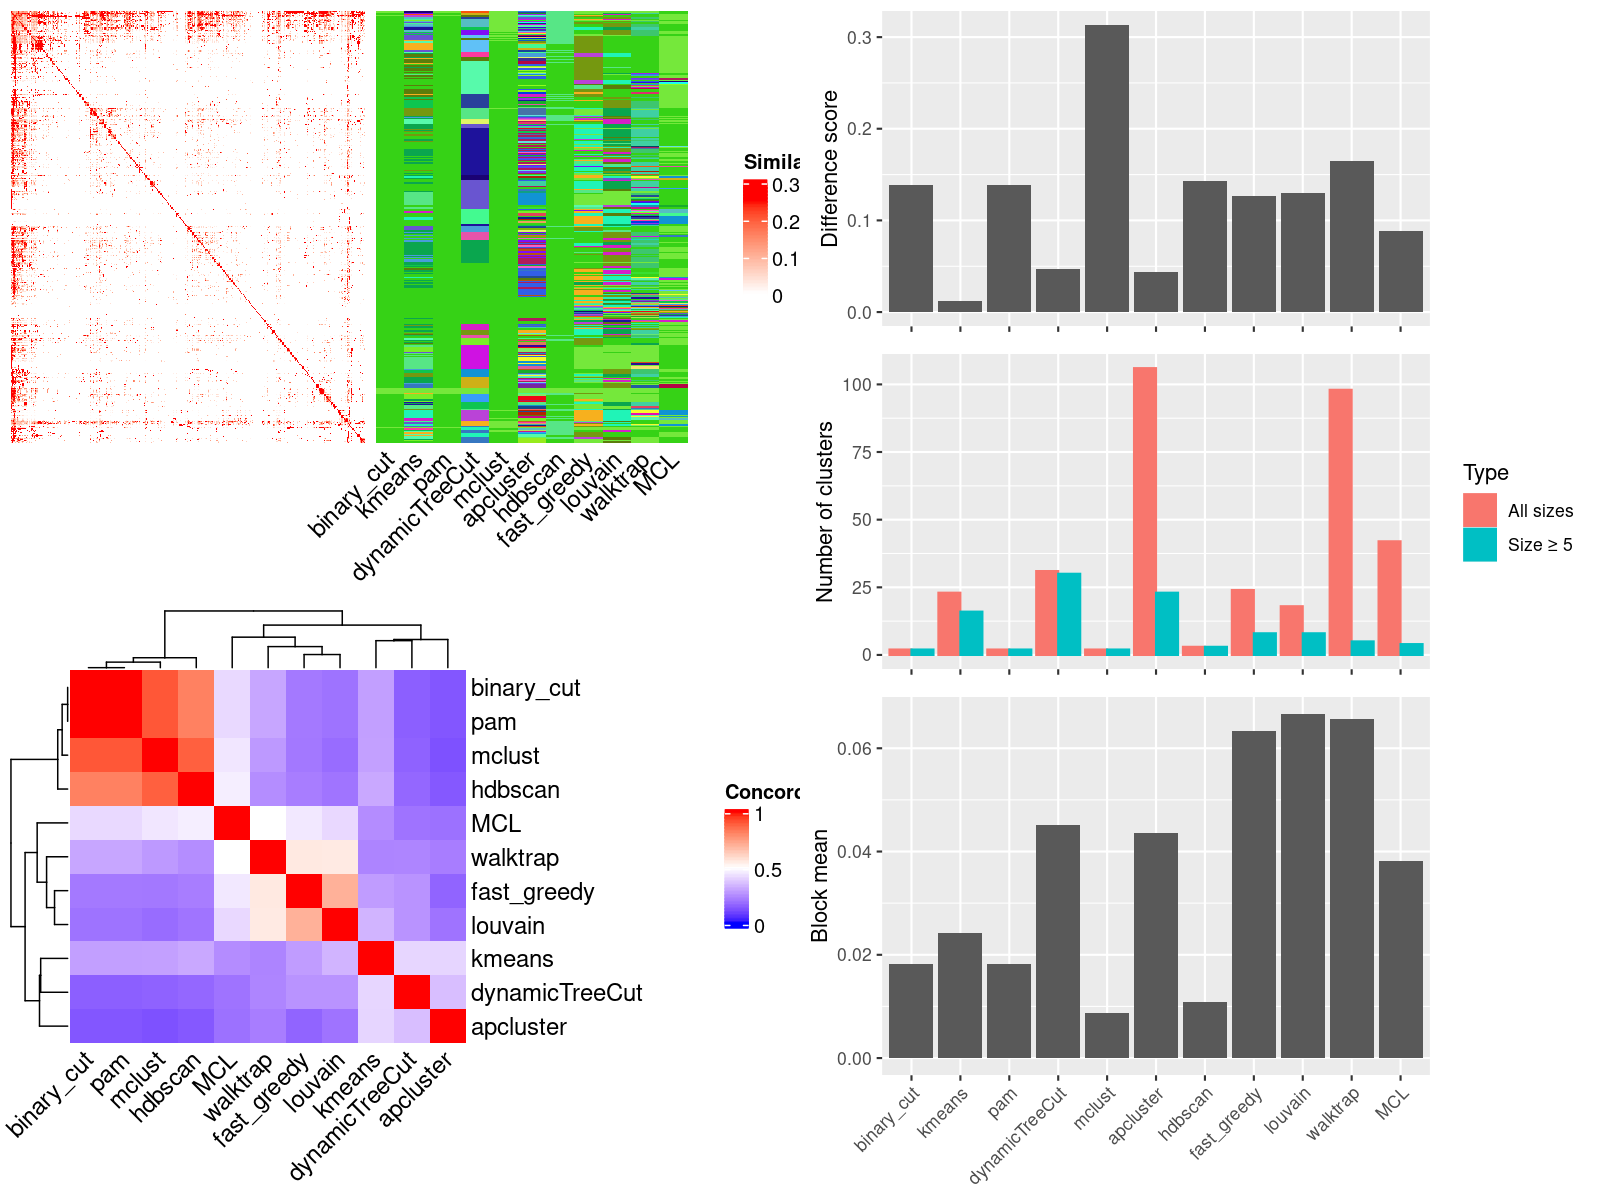 Simila
0.3
0.2
0.1
0
binary_cut
kmeans
pam
dynamicTreeCut
mclust
apcluster
hdbscan
fast_greedy
louvain
walktrap
MCL
binary_cut
pam
mclust
hdbscan
MCL
walktrap
fast_greedy
louvain
kmeans
dynamicTreeCut
apcluster
Concord
1
0.5
0
binary_cut
pam
mclust
hdbscan
MCL
walktrap
fast_greedy
louvain
kmeans
dynamicTreeCut
apcluster
Difference score
0.3
0.2
0.1
0.0
Number of clusters
100
75
50
25
0
Type
All sizes
Size ≥ 5
Block mean
0.06
0.04
0.02
0.00
binary_cut
kmeans
pam
dynamicTreeCut
mclust
apcluster
hdbscan
fast_greedy
louvain
walktrap
MCL